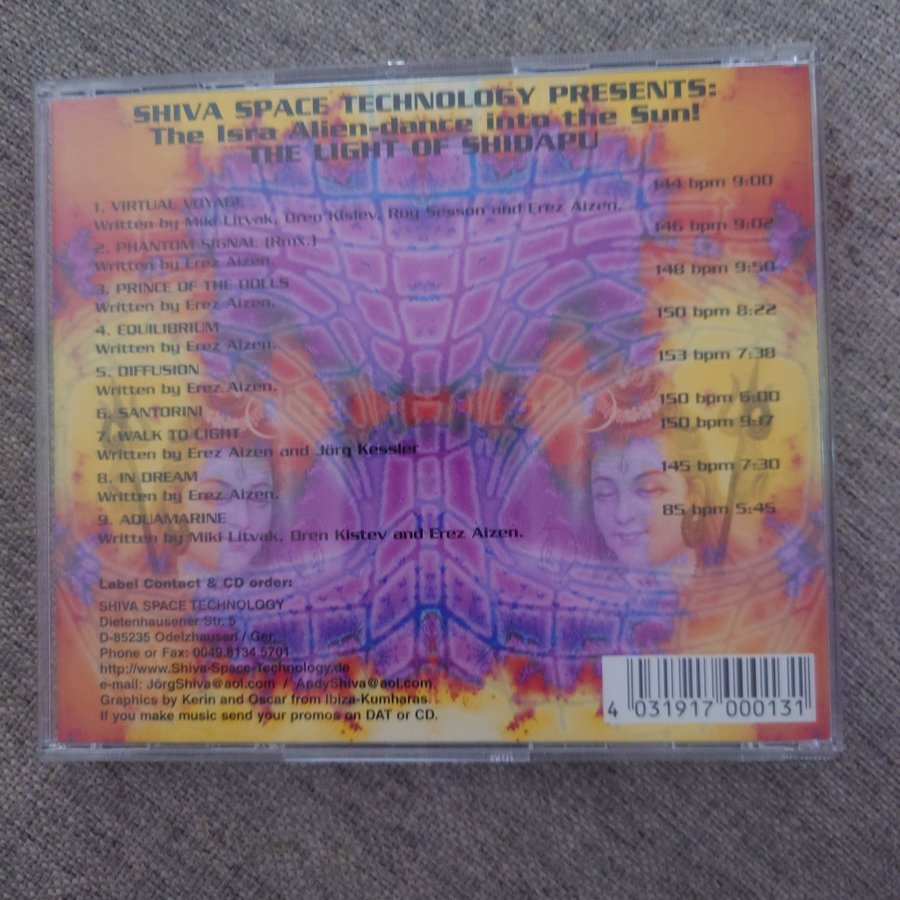 SHIVA SPACE TECHNOLOGY PRESENTS:
The Isra Alien-dance into the Sun!
THE LIGHT OF SHIDAPU
1. VIRTUAL VOYAGE 144 bpm 9:00
Written by Miki Litvak, Oren Kistev, Roy Sasson and Erez Aizen.
2. PHANTOM-SIGNAL (Rmx.) 146 bpm 9:02
Written by Erez Aizen.
3. PRINCE OF THE DOLLS 148 bpm 9:50
Written by Erez Aizen.
4. EQUILIBRIUM 150 bpm 8:22
Written by Erez Aizen.
5. DIFFUSION 153 bpm 7:38
Written by Erez Aizen.
6. SANTORINI 150 bpm 6:00
7. WALK TO LIGHT 150 bpm 9:17
Written by Erez Aizen and Jörg Kessler
8. IN DREAM 145 bpm 7:30
Written by Erez Aizen.
9. AQUAMARINE 85 bpm 5:45
Written by Miki Litvak, Oren Kistev and Erez Aizen.
Label Contact & CD order:
SHIVA SPACE TECHNOLOGY
Dietenhausener Str. 5
D-85235 Odelzhausen / Ger.
Phone or Fax: 0049.8134.5701
http://www.Shiva-Space-Technology.de
e-mail: JörgShiva@aol.com / AndyShiva@aol.com
Graphics by Kerin and Oscar from Ibiza-Kumharas
If you make music send your promos on DAT or CD.
4 031917 000131